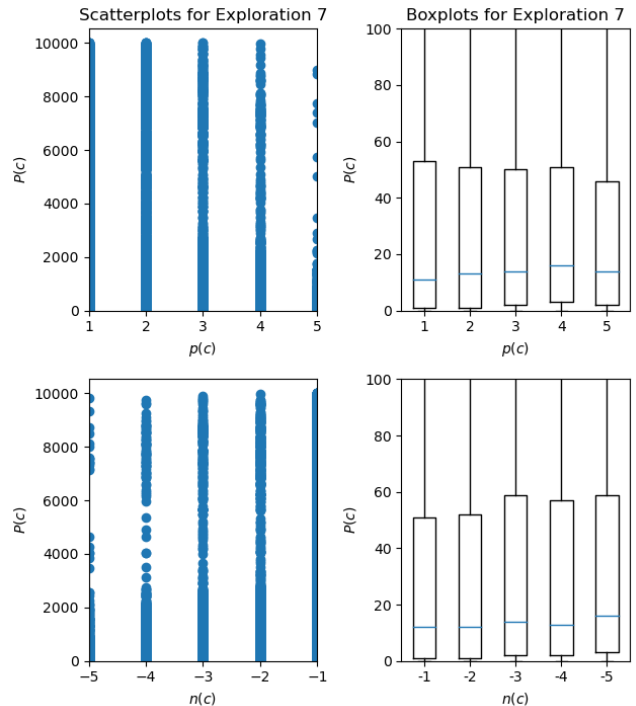 Scatterplots for Exploration 7
10000
8000
6000
4000
2000
0
P(c)
1 2 3 4 5
p(c)
Boxplots for Exploration 7
100
80
60
40
20
0
P(c)
1 2 3 4 5
p(c)
10000
8000
6000
4000
2000
0
P(c)
−5 −4 −3 −2 −1
n(c)
100
80
60
40
20
0
P(c)
-1 -2 -3 -4 -5
n(c)